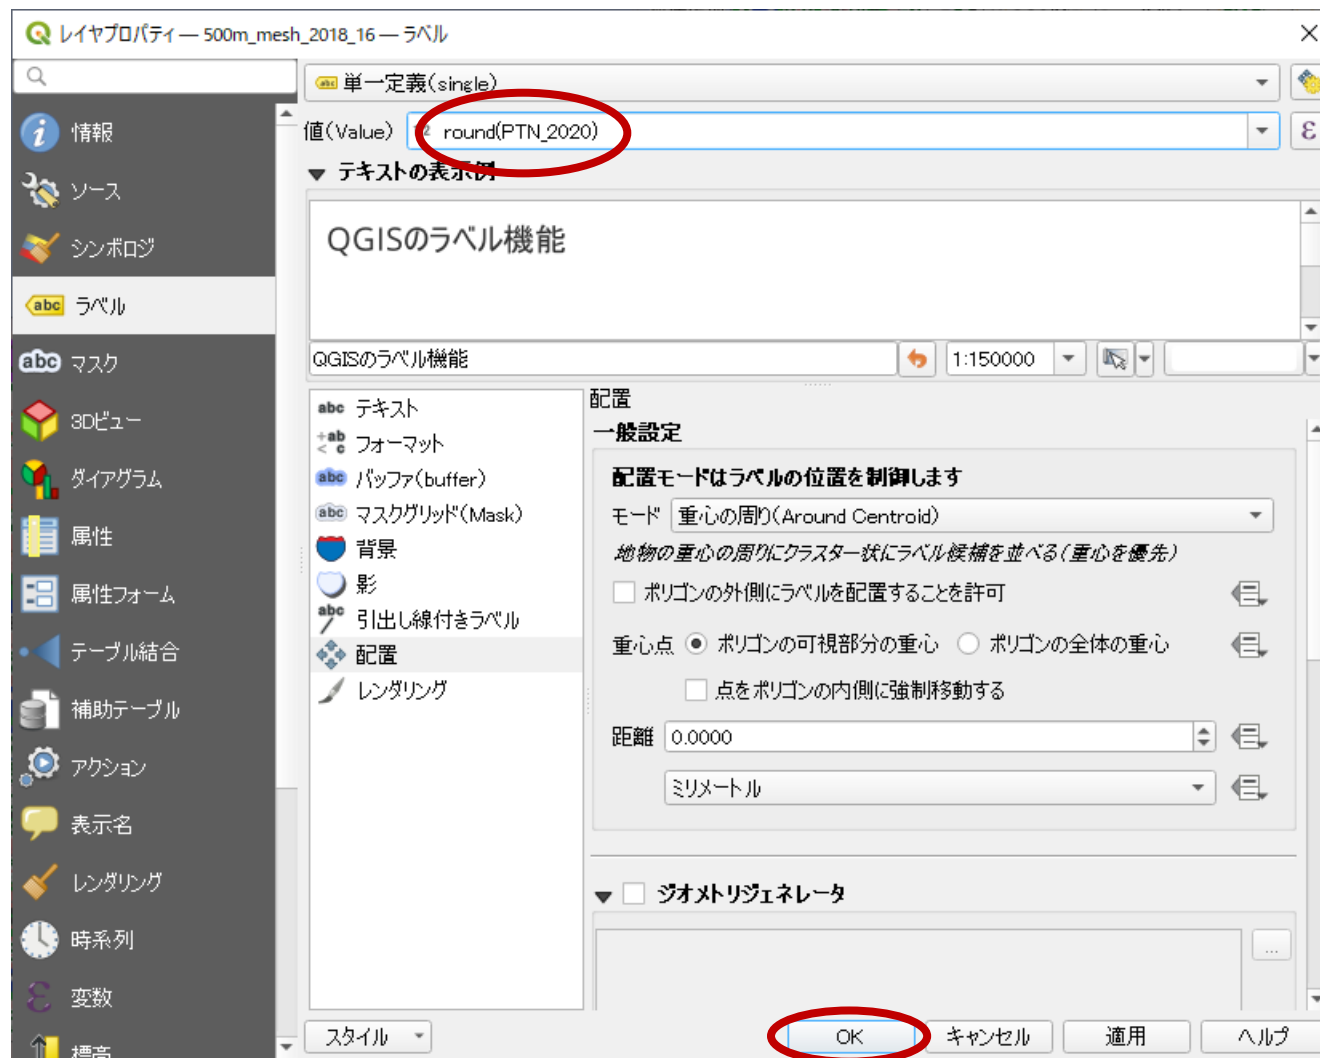 レイヤプロパティ — 500m_mesh_2018_16 — ラベル
単一定義(single)
値(Value) round(PTN_2020)
テキストの表示例
QGISのラベル機能
QGISのラベル機能 1:150000
情報
ソース
シンボロジ
abc ラベル
abc マスク
3Dビュー
ダイアグラム
属性
属性フォーム
テーブル結合
補助テーブル
アクション
表示名
レンダリング
時系列
変数
標高
abc テキスト
+ab < c フォーマット
abc バッファ(buffer)
abc マスクグリッド(Mask)
背景
影
abc 引出し線付きラベル
配置
レンダリング
配置
一般設定
配置モードはラベルの位置を制御します
モード 重心の周り(Around Centroid)
地物の重心の周りにクラスター状にラベル候補を並べる(重心を優先)
ポリゴンの外側にラベルを配置することを許可
重心点 ポリゴンの可視部分の重心 ポリゴンの全体の重心
点をポリゴンの内側に強制移動する
距離 0.0000
ミリメートル
ジオメトリジェネレータ
...
スタイル OK キャンセル 適用 ヘルプ